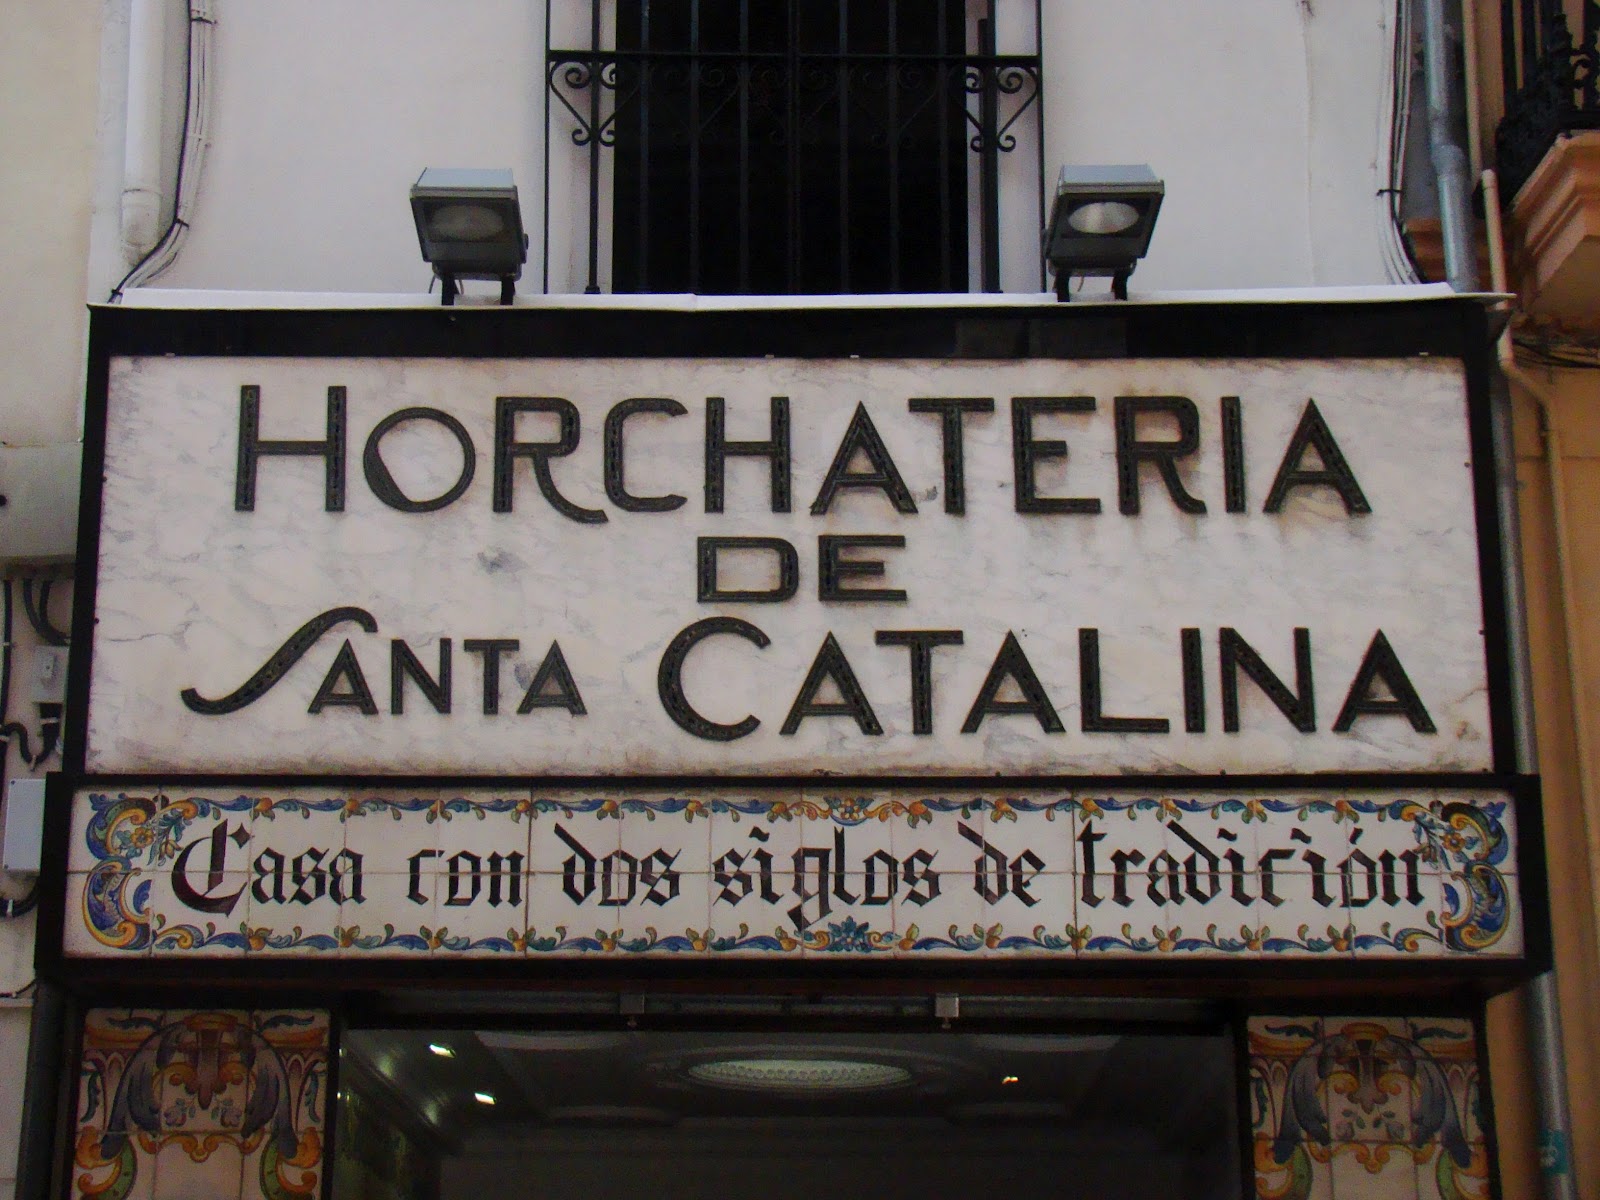 HORCHATERIA
DE
SANTA CATALINA
Casa con dos siglos de tradición